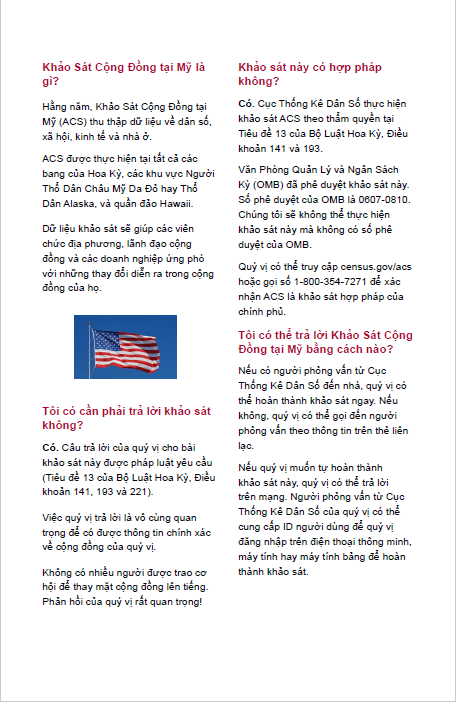 Khảo Sát Cộng Đồng tại Mỹ là
gì?
Hằng năm, Khảo Sát Cộng Đồng tại
Mỹ (ACS) thu thập dữ liệu về dân số,
xã hội, kinh tế và nhà ở.
ACS được thực hiện tại tất cả các
bang của Hoa Kỳ, các khu vực Người
Thổ Dân Châu Mỹ Da Đỏ hay Thổ
Dân Alaska, và quần đảo Hawaii.
Dữ liệu khảo sát sẽ giúp các viên
chức địa phương, lãnh đạo cộng
đồng và các doanh nghiệp ứng phó
với những thay đổi diễn ra trong cộng
đồng của họ.
Tôi có cần phải trả lời khảo sát
không?
Có. Câu trả lời của quý vị cho bài
khảo sát này được pháp luật yêu cầu
(Tiêu đề 13 của Bộ Luật Hoa Kỳ, Điều
khoản 141, 193 và 221).
Việc quý vị trả lời là vô cùng quan
trọng để có được thông tin chính xác
về cộng đồng của quý vị.
Không có nhiều người được trao cơ
hội để thay mặt cộng đồng lên tiếng.
Phản hồi của quý vị rất quan trọng!
Khảo sát này có hợp pháp
không?
Có. Cục Thống Kê Dân Số thực hiện
khảo sát ACS theo thẩm quyền tại
Tiêu đề 13 của Bộ Luật Hoa Kỳ, Điều
khoản 141 và 193.
Văn Phòng Quản Lý và Ngân Sách
Kỳ (OMB) đã phê duyệt khảo sát này.
Số phê duyệt của OMB là 0607-0810.
Chúng tôi sẽ không thể thực hiện
khảo sát này mà không có số phê
duyệt của OMB.
Quý vị có thể truy cập census.gov/acs
hoặc gọi số 1-800-354-7271 để xác
nhận ACS là khảo sát hợp pháp của
chính phủ.
Tôi có thể trả lời Khảo Sát Cộng
Đồng tại Mỹ bằng cách nào?
Nếu có người phỏng vấn từ Cục
Thống Kê Dân Số đến nhà, quý vị có
thể hoàn thành khảo sát ngay. Nếu
không, quý vị có thể gọi đến người
phỏng vấn theo thông tin trên thẻ liên
lạc.
Nếu quý vị muốn tự hoàn thành
khảo sát này, quý vị có thể trả lời
trên mạng. Người phỏng vấn từ Cục
Thống Kê Dân Số của quý vị có thể
cung cấp ID người dùng để quý vị
đăng nhập trên điện thoại thông minh,
máy tính hay máy tính bảng để hoàn
thành khảo sát.